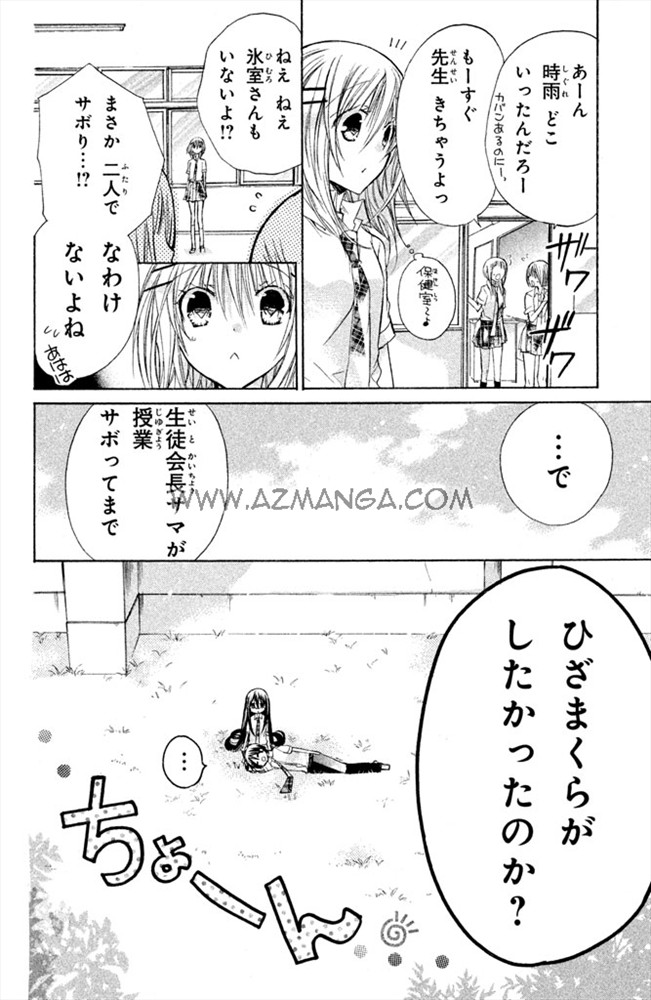 あーん
時雨 どこ
いったんだろー
カバンあるのにー。
もーすぐ
先生
きちゃうよっ
ザワ
ザワ
保健室〜♪
ねえ ねえ
氷室さんも
いないよ!?
まさか 二人で
サボり…!?
なわけ
ないよね
あはは
…で
生徒会長サマが
授業
サボってまで
WWW.AZMANGA.COM
ひざまくらが
したかったのか?
…
ちょーん